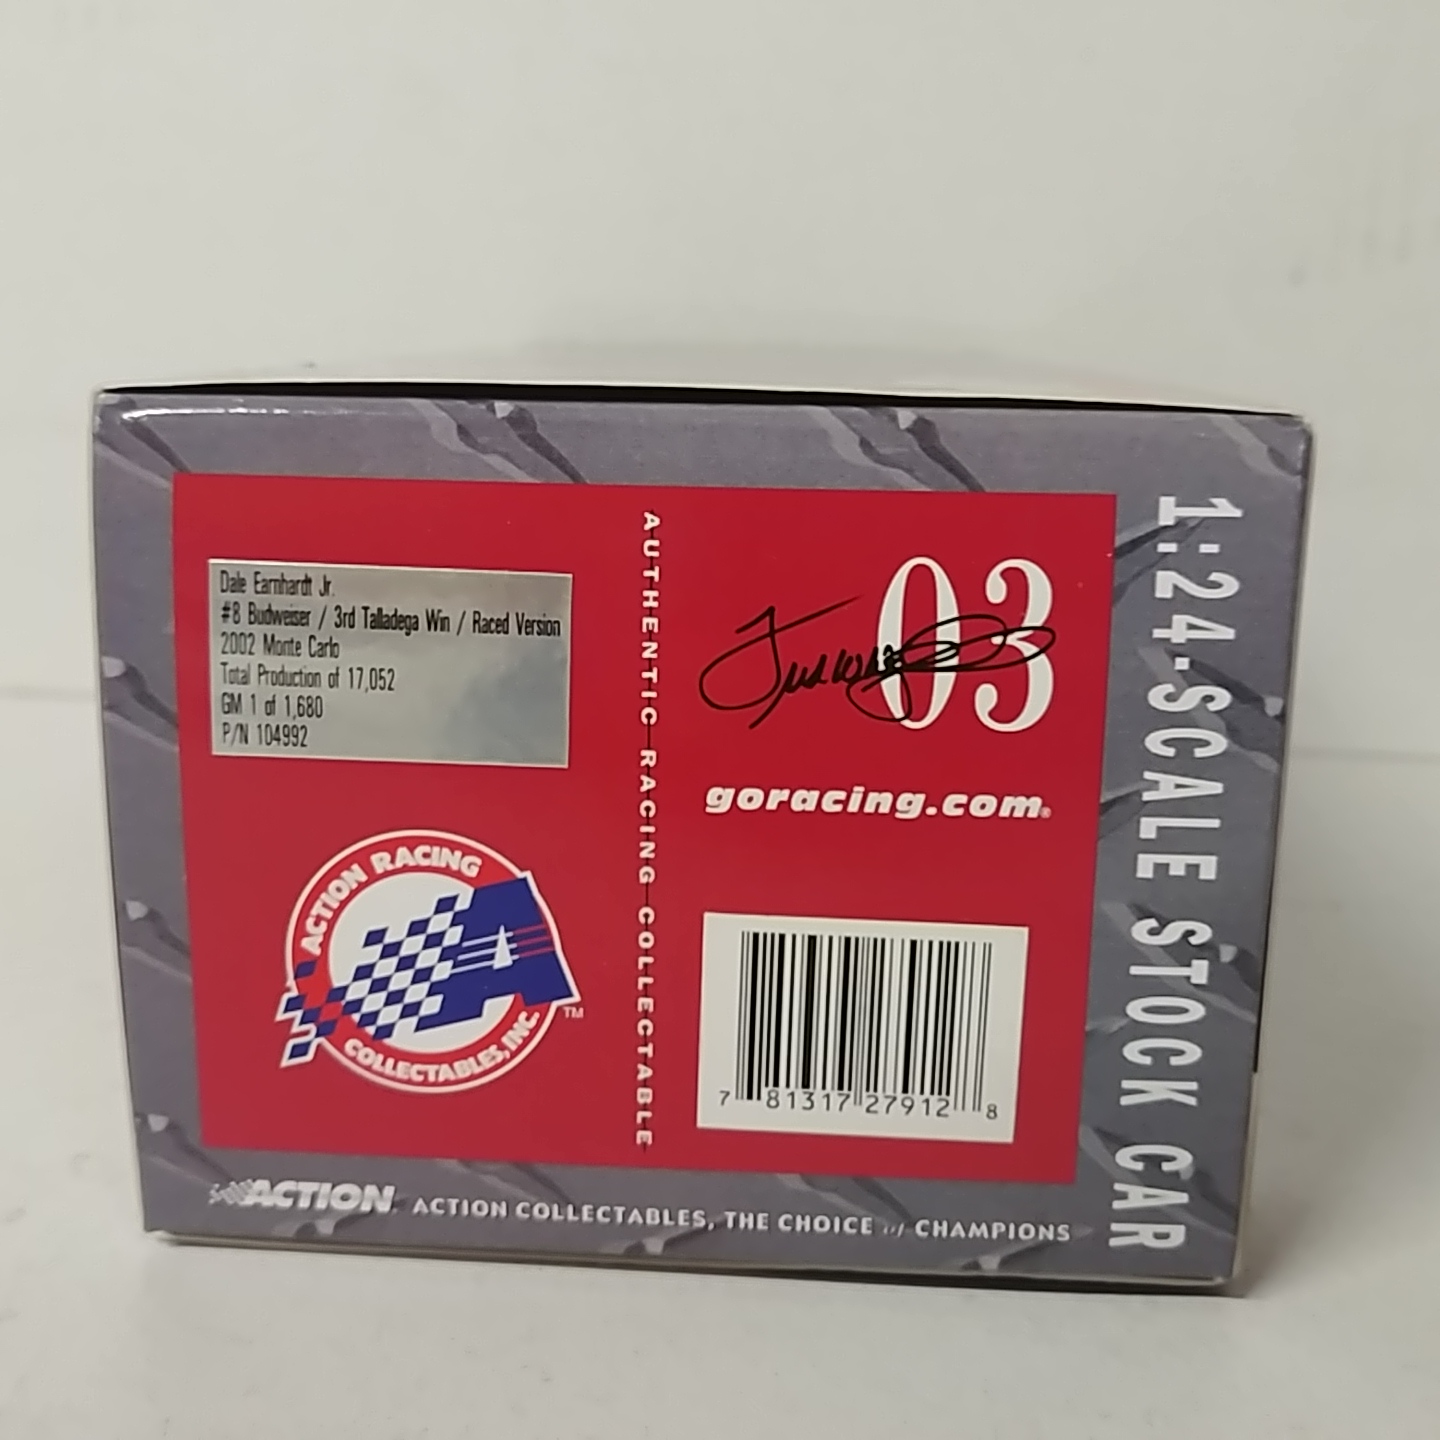 Dale Earnhardt Jr.
#8 Budweiser / 3rd Talladega Win / Raced Version
2002 Monte Carlo
Total Production of 17,052
GM 1 of 1,680
P/N 104992
ACTION RACING
COLLECTABLES, INC.
TM
AUTHENTIC RACING COLLECTABLE
03
goracing.com®
7 81317 27912 8
1:24-SCALE STOCK CAR
ACTION
ACTION COLLECTABLES, THE CHOICE of CHAMPIONS